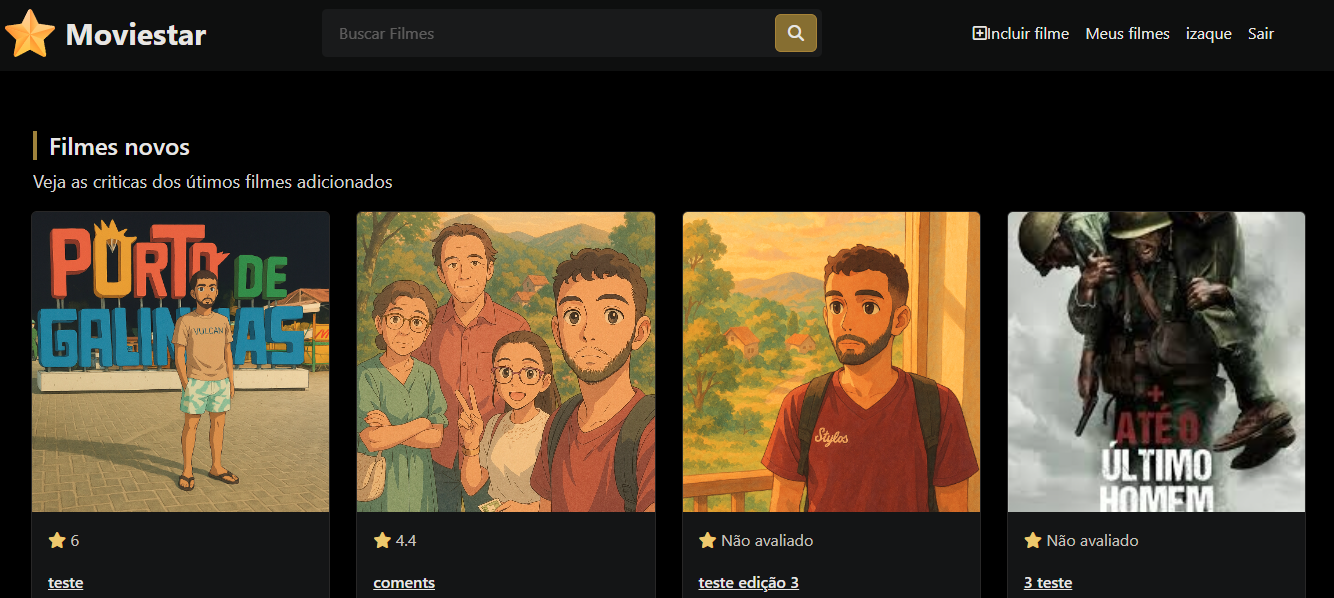 Moviestar
Buscar Filmes
Incluir filme Meus filmes izaque Sair
Filmes novos
Veja as criticas dos útimos filmes adicionados
PORTO DE
GALINHAS
VULCAN
Stylos
+
ATÉ O
ÚLTIMO
HOMEM
6
4.4
Não avaliado
Não avaliado
teste
coments
teste edição 3
3 teste